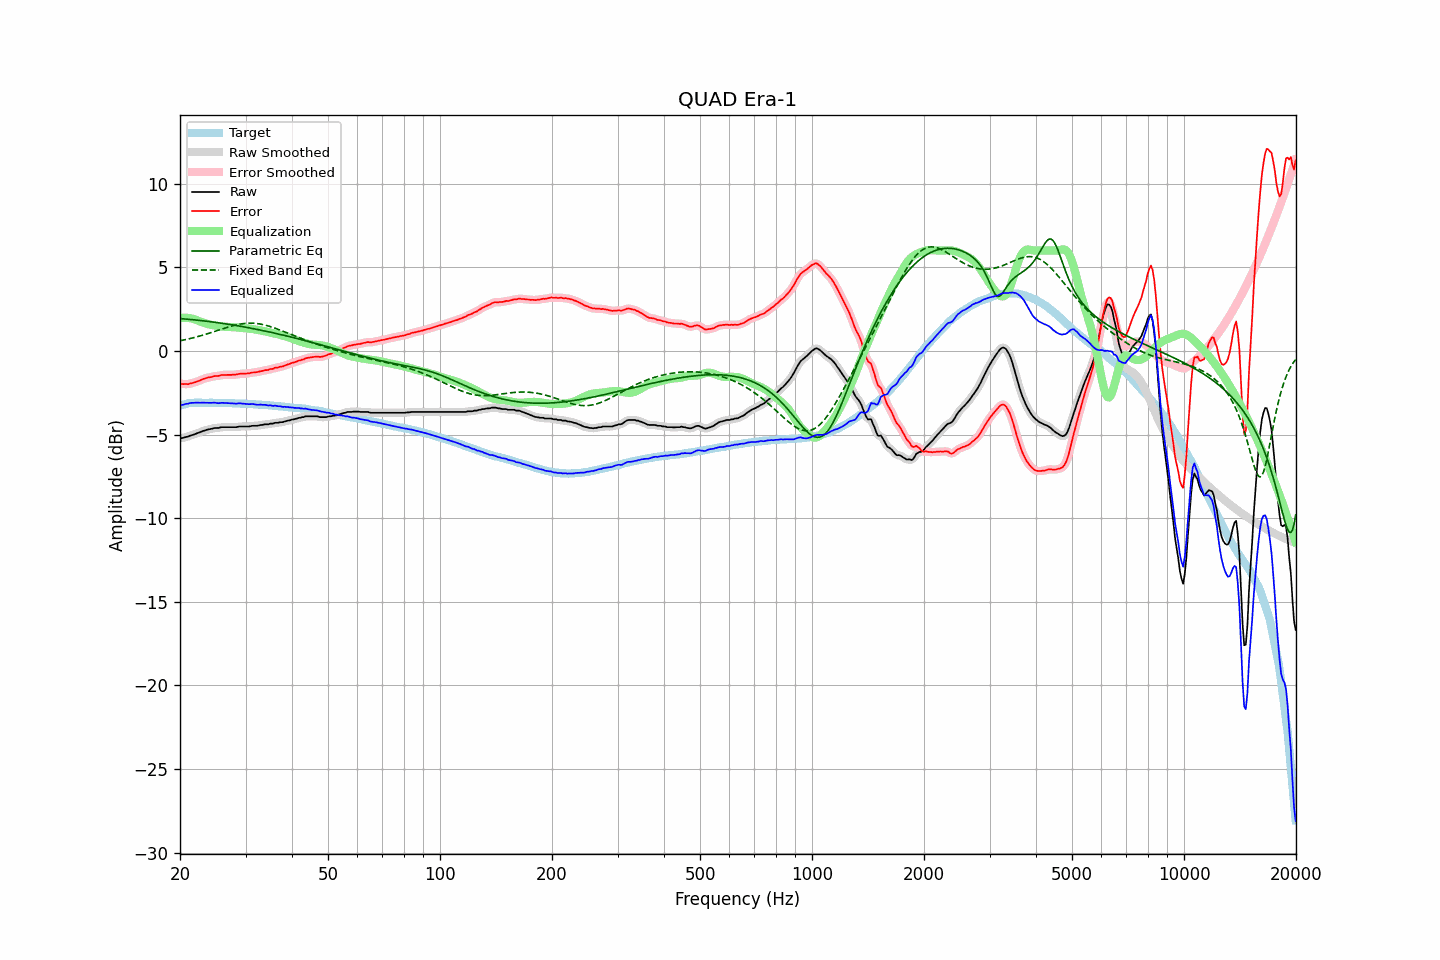 QUAD Era-1
Target
Raw Smoothed
Error Smoothed
Raw
Error
Equalization
Parametric Eq
Fixed Band Eq
Equalized
10
5
0
−5
−10
−15
−20
−25
−30
Amplitude (dBr)
20
50
100
200
500
1000
2000
5000
10000
20000
Frequency (Hz)